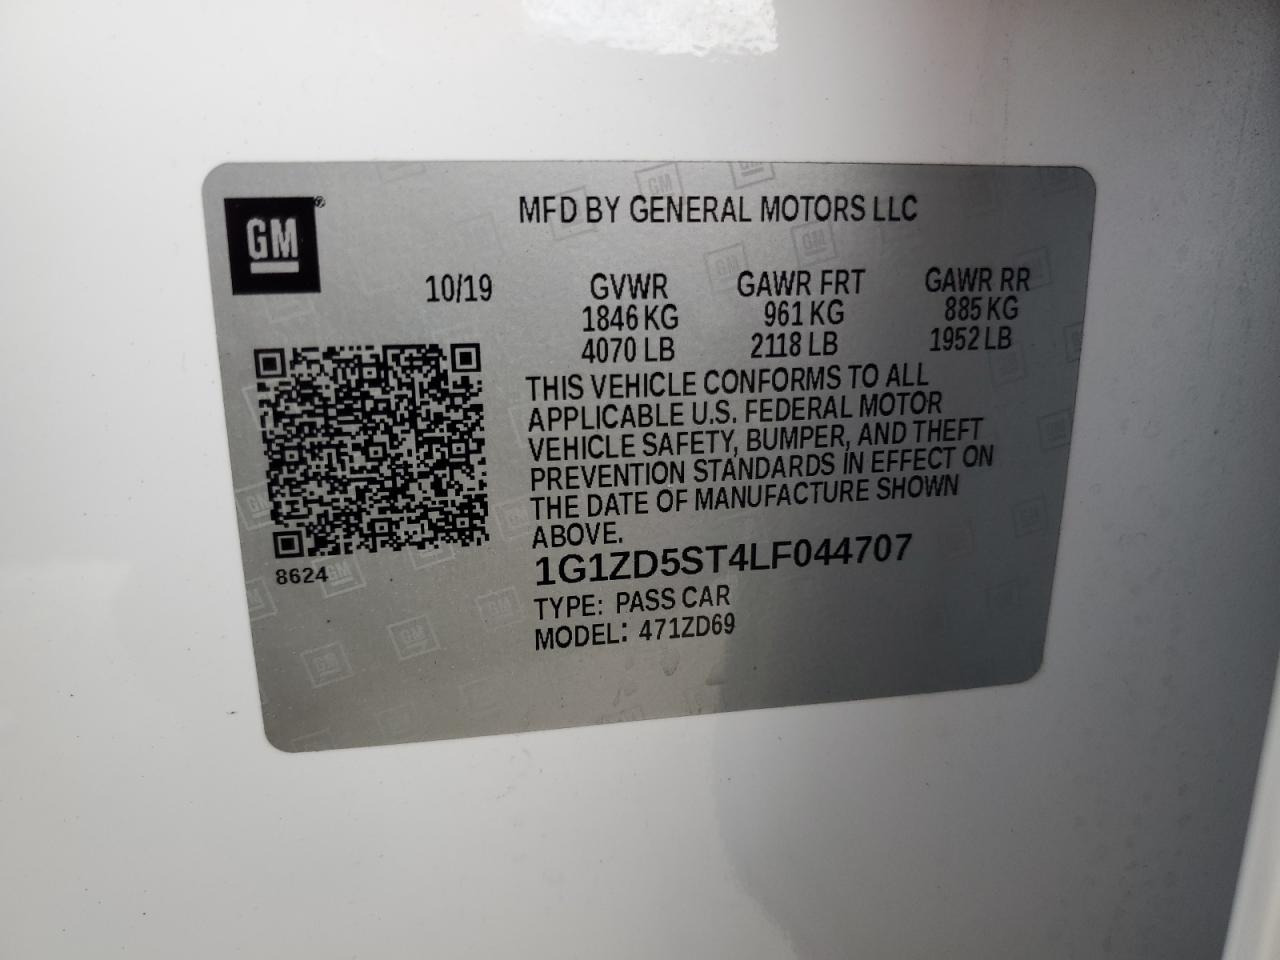 GM®
MFD BY GENERAL MOTORS LLC
10/19 GVWR GAWR FRT GAWR RR
1846 KG 961 KG 885 KG
4070 LB 2118 LB 1952 LB
THIS VEHICLE CONFORMS TO ALL
APPLICABLE U.S. FEDERAL MOTOR
VEHICLE SAFETY, BUMPER, AND THEFT
PREVENTION STANDARDS IN EFFECT ON
THE DATE OF MANUFACTURE SHOWN
ABOVE.
8624
1G1ZD5ST4LF044707
TYPE: PASS CAR
MODEL: 471ZD69